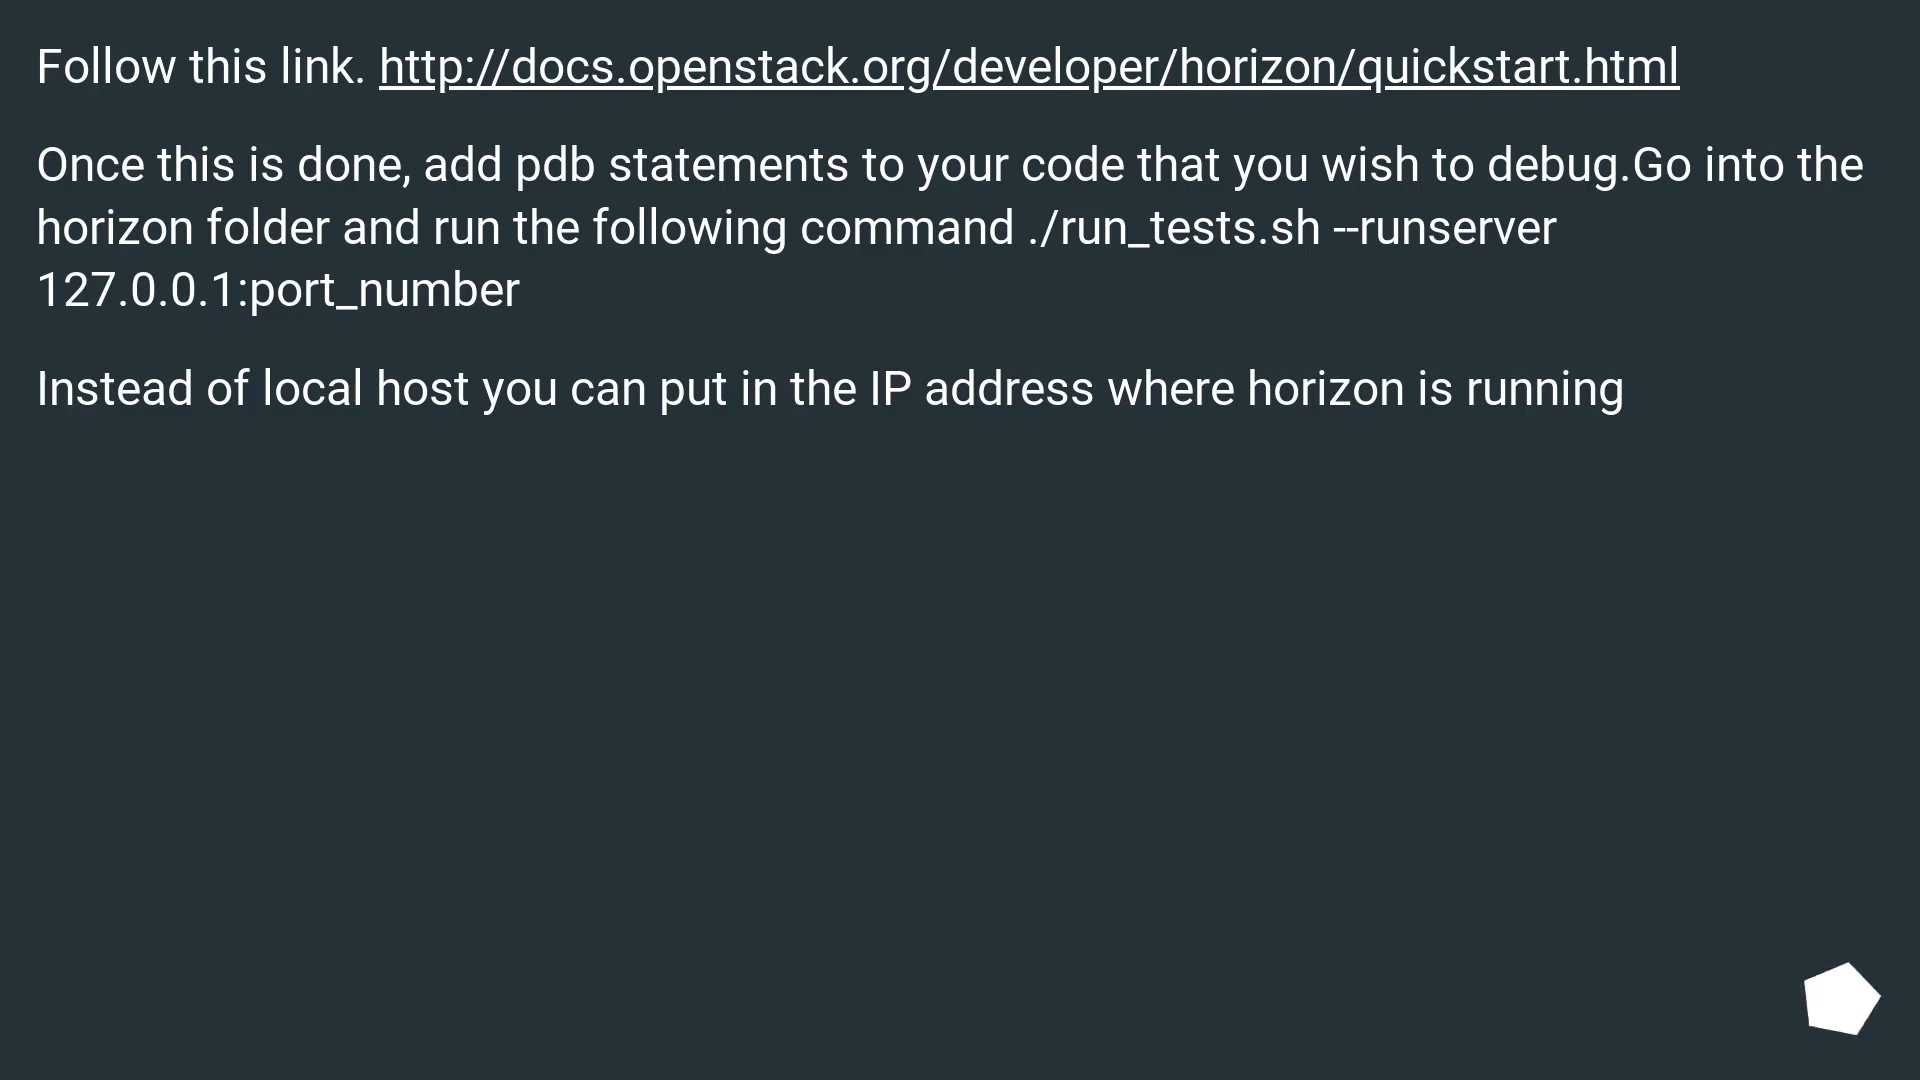 Follow this link. http://docs.openstack.org/developer/horizon/quickstart.html
Once this is done, add pdb statements to your code that you wish to debug.Go into the
horizon folder and run the following command ./run_tests.sh --runserver
127.0.0.1:port_number
Instead of local host you can put in the IP address where horizon is running